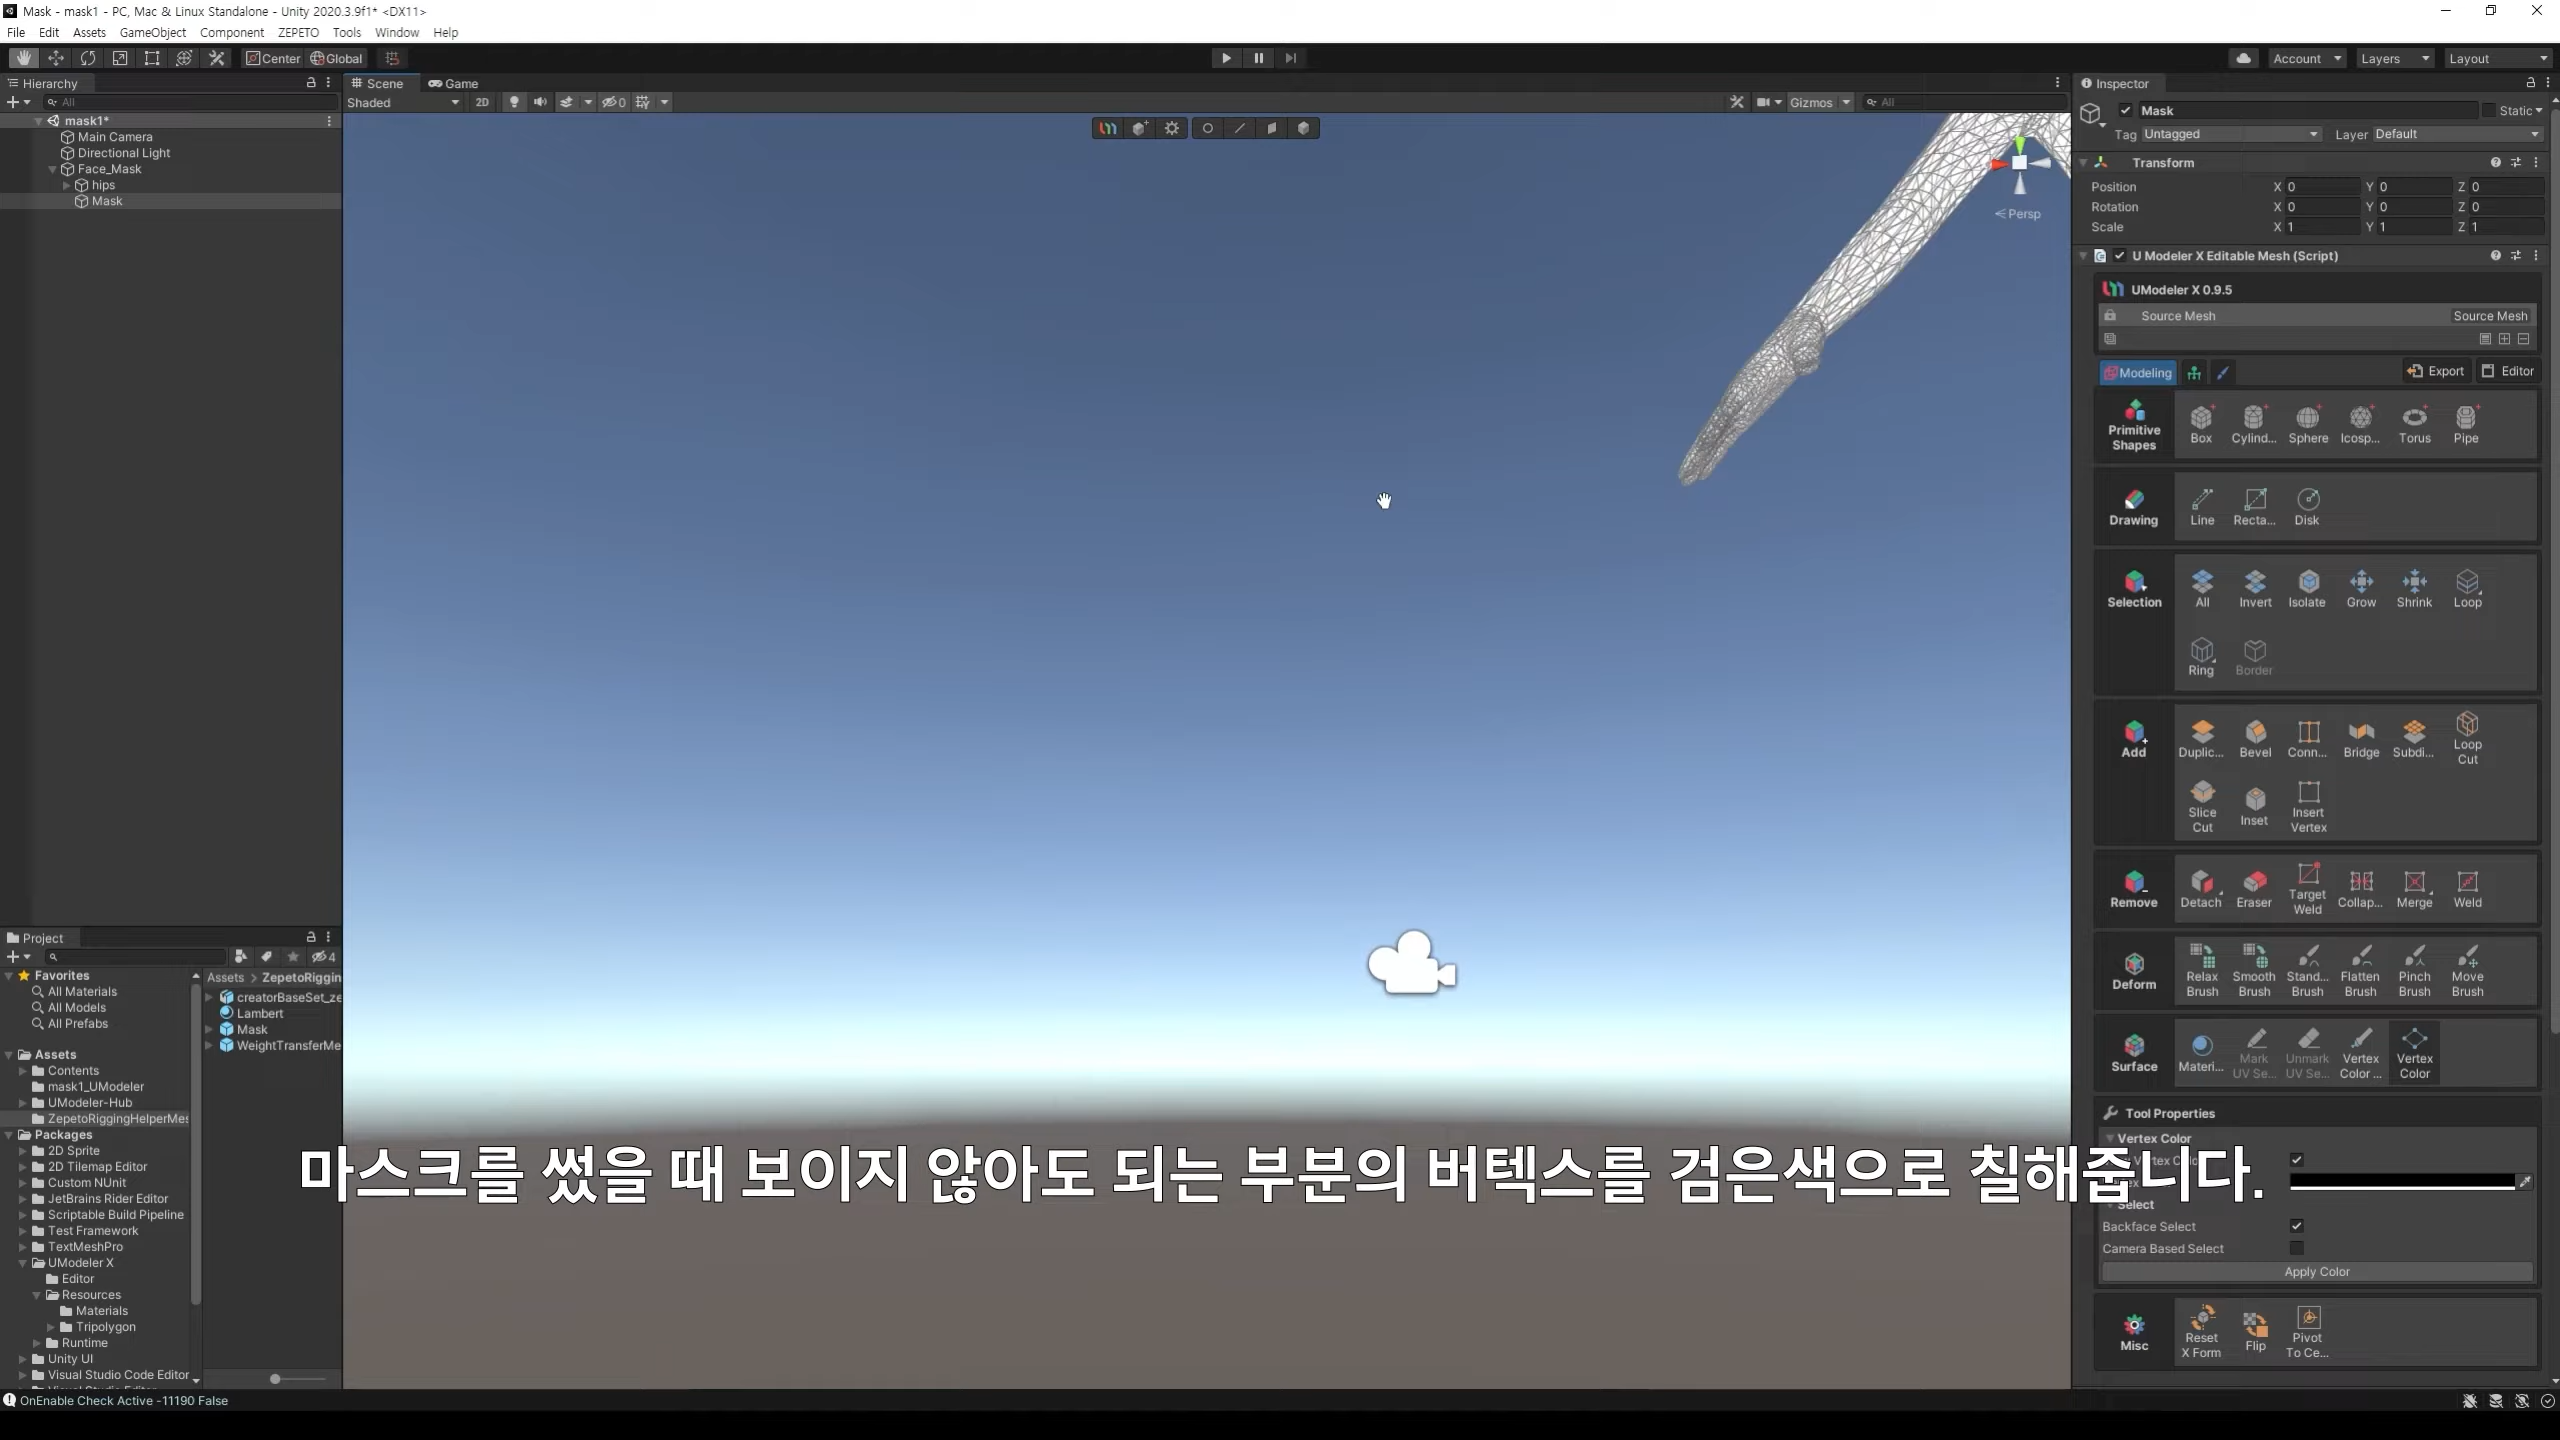 Mask - mask1 - PC, Mac & Linux Standalone - Unity 2020.3.9f1* <DX11>
File Edit Assets GameObject Component ZEPETO Tools Window Help
Center Global
Account Layers Layout
Hierarchy
All
mask1*
Main Camera
Directional Light
Face_Mask
hips
Mask
Scene Game
Shaded 2D 0 Gizmos All
Persp
Inspector
Mask Static
Tag Untagged Layer Default
Transform
Position X 0 Y 0 Z 0
Rotation X 0 Y 0 Z 0
Scale X 1 Y 1 Z 1
U Modeler X Editable Mesh (Script)
UModeler X 0.9.5
Source Mesh Source Mesh
Modeling Export Editor
Primitive Shapes
Box Cylind... Sphere Icosp... Torus Pipe
Drawing
Line Recta... Disk
Selection
All Invert Isolate Grow Shrink Loop
Ring Border
Add
Duplic... Bevel Conn... Bridge Subdi... Loop Cut
Slice Cut Inset Insert Vertex
Remove
Detach Eraser Target Weld Collap... Merge Weld
Deform
Relax Brush Smooth Brush Stand... Brush Flatten Brush Pinch Brush Move Brush
Surface
Materi... Mark UV Se... Unmark UV Se... Vertex Color ... Vertex Color
Tool Properties
Vertex Color
Select
Backface Select
Camera Based Select
Apply Color
Misc
Reset X Form Flip Pivot To Ce...
Project
4
Favorites
All Materials
All Models
All Prefabs
Assets
Contents
mask1_UModeler
UModeler-Hub
ZepetoRiggingHelperMes
Packages
2D Sprite
2D Tilemap Editor
Custom NUnit
JetBrains Rider Editor
Scriptable Build Pipeline
Test Framework
TextMeshPro
UModeler X
Editor
Resources
Materials
Tripolygon
Runtime
Unity UI
Visual Studio Code Editor
Assets > ZepetoRiggin
creatorBaseSet_ze
Lambert
Mask
WeightTransferMe
마스크를 썼을 때 보이지 않아도 되는 부분의 버텍스를 검은색으로 칠해줍니다.
OnEnable Check Active -11190 False